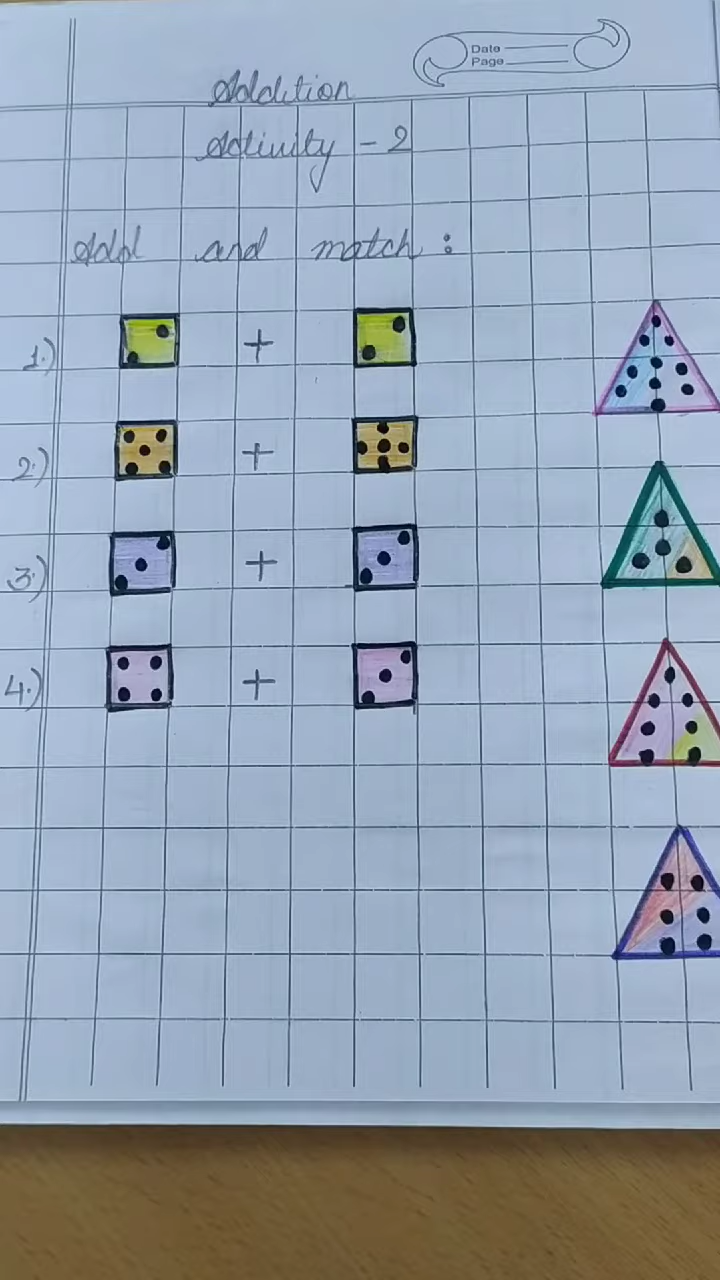 Date
Page
Addition
Activity - 2
Add and match :
1.) +
2.) +
3.) +
4.) +